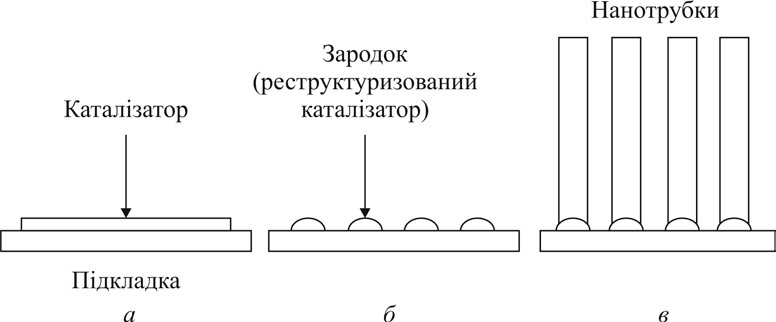 Каталізатор
Підкладка
а
Зародок
(реструктуризований
каталізатор)
б
Нанотрубки
в